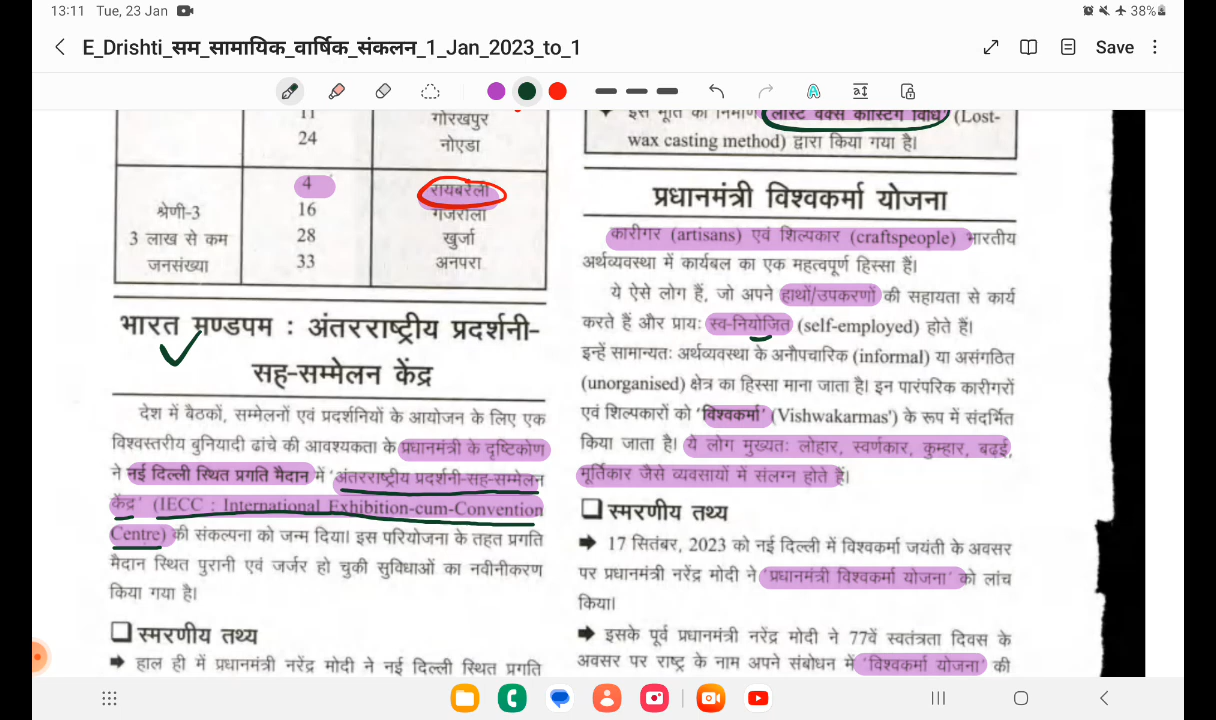 13:11 Tue, 23 Jan
38%
E_Drishti_सम_सामायिक_वार्षिक_संकलन_1_Jan_2023_to_1
Save
11 गोरखपुर
24 नोएडा
4 रायबरेली
श्रेणी-3 16 गजरौला
3 लाख से कम 28 खुर्जा
जनसंख्या 33 अनपरा
भारत मण्डपम : अंतरराष्ट्रीय प्रदर्शनी-
सह-सम्मेलन केंद्र
देश में बैठकों, सम्मेलनों एवं प्रदर्शनियों के आयोजन के लिए एक
विश्वस्तरीय बुनियादी ढांचे की आवश्यकता के प्रधानमंत्री के दृष्टिकोण
ने नई दिल्ली स्थित प्रगति मैदान में 'अंतरराष्ट्रीय प्रदर्शनी-सह-सम्मेलन
केंद्र' (IECC : International Exhibition-cum-Convention
Centre) की संकल्पना को जन्म दिया। इस परियोजना के तहत प्रगति
मैदान स्थित पुरानी एवं जर्जर हो चुकी सुविधाओं का नवीनीकरण
किया गया है।
स्मरणीय तथ्य
हाल ही में प्रधानमंत्री नरेंद्र मोदी ने नई दिल्ली स्थित प्रगति
इस मूर्ति का निर्माण लॉस्ट वैक्स कास्टिंग विधि (Lost-
wax casting method) द्वारा किया गया है।
प्रधानमंत्री विश्वकर्मा योजना
कारीगर (artisans) एवं शिल्पकार (craftspeople) भारतीय
अर्थव्यवस्था में कार्यबल का एक महत्वपूर्ण हिस्सा हैं।
ये ऐसे लोग हैं, जो अपने हाथों/उपकरणों की सहायता से कार्य
करते हैं और प्रायः स्व-नियोजित (self-employed) होते हैं।
इन्हें सामान्यतः अर्थव्यवस्था के अनौपचारिक (informal) या असंगठित
(unorganised) क्षेत्र का हिस्सा माना जाता है। इन पारंपरिक कारीगरों
एवं शिल्पकारों को 'विश्वकर्मा' (Vishwakarmas') के रूप में संदर्भित
किया जाता है। ये लोग मुख्यतः लोहार, स्वर्णकार, कुम्हार, बढ़ई,
मूर्तिकार जैसे व्यवसायों में संलग्न होते हैं।
स्मरणीय तथ्य
17 सितंबर, 2023 को नई दिल्ली में विश्वकर्मा जयंती के अवसर
पर प्रधानमंत्री नरेंद्र मोदी ने 'प्रधानमंत्री विश्वकर्मा योजना' को लांच
किया।
इसके पूर्व प्रधानमंत्री नरेंद्र मोदी ने 77वें स्वतंत्रता दिवस के
अवसर पर राष्ट्र के नाम अपने संबोधन में 'विश्वकर्मा योजना' की